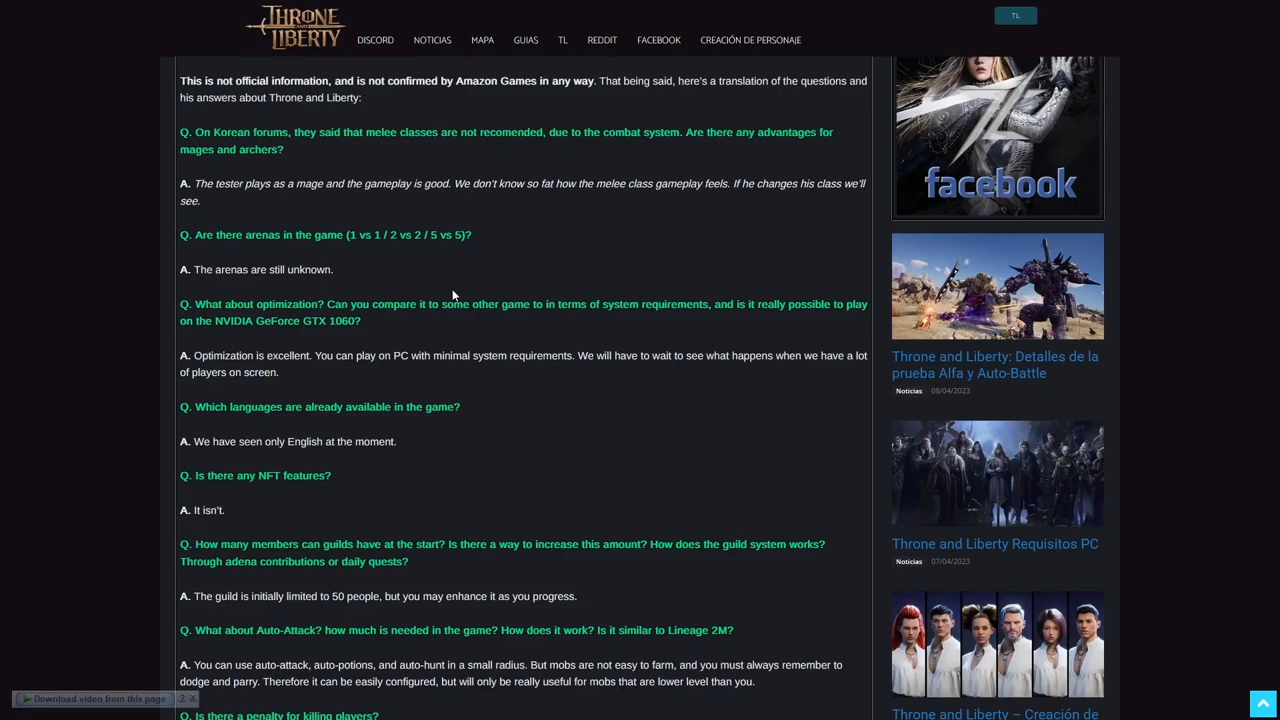 THRONE
AND
LIBERTY
DISCORD
NOTICIAS
MAPA
GUIAS
TL
REDDIT
FACEBOOK
CREACIÓN DE PERSONAJE
TL
This is not official information, and is not confirmed by Amazon Games in any way. That being said, here's a translation of the questions and
his answers about Throne and Liberty:
Q. On Korean forums, they said that melee classes are not recomended, due to the combat system. Are there any advantages for
mages and archers?
A. The tester plays as a mage and the gameplay is good. We don't know so fat how the melee class gameplay feels. If he changes his class we'll
see.
Q. Are there arenas in the game (1 vs 1 / 2 vs 2 / 5 vs 5)?
A. The arenas are still unknown.
Q. What about optimization? Can you compare it to some other game to in terms of system requirements, and is it really possible to play
on the NVIDIA GeForce GTX 1060?
A. Optimization is excellent. You can play on PC with minimal system requirements. We will have to wait to see what happens when we have a lot
of players on screen.
Q. Which languages are already available in the game?
A. We have seen only English at the moment.
Q. Is there any NFT features?
A. It isn't.
Q. How many members can guilds have at the start? Is there a way to increase this amount? How does the guild system works?
Through adena contributions or daily quests?
A. The guild is initially limited to 50 people, but you may enhance it as you progress.
Q. What about Auto-Attack? how much is needed in the game? How does it work? Is it similar to Lineage 2M?
A. You can use auto-attack, auto-potions, and auto-hunt in a small radius. But mobs are not easy to farm, and you must always remember to
dodge and parry. Therefore it can be easily configured, but will only be really useful for mobs that are lower level than you.
Q. Is there a penalty for killing players?
facebook
Throne and Liberty: Detalles de la
prueba Alfa y Auto-Battle
Noticias 08/04/2023
Throne and Liberty Requisitos PC
Noticias 07/04/2023
Throne and Liberty – Creación de
Download video from this page
?